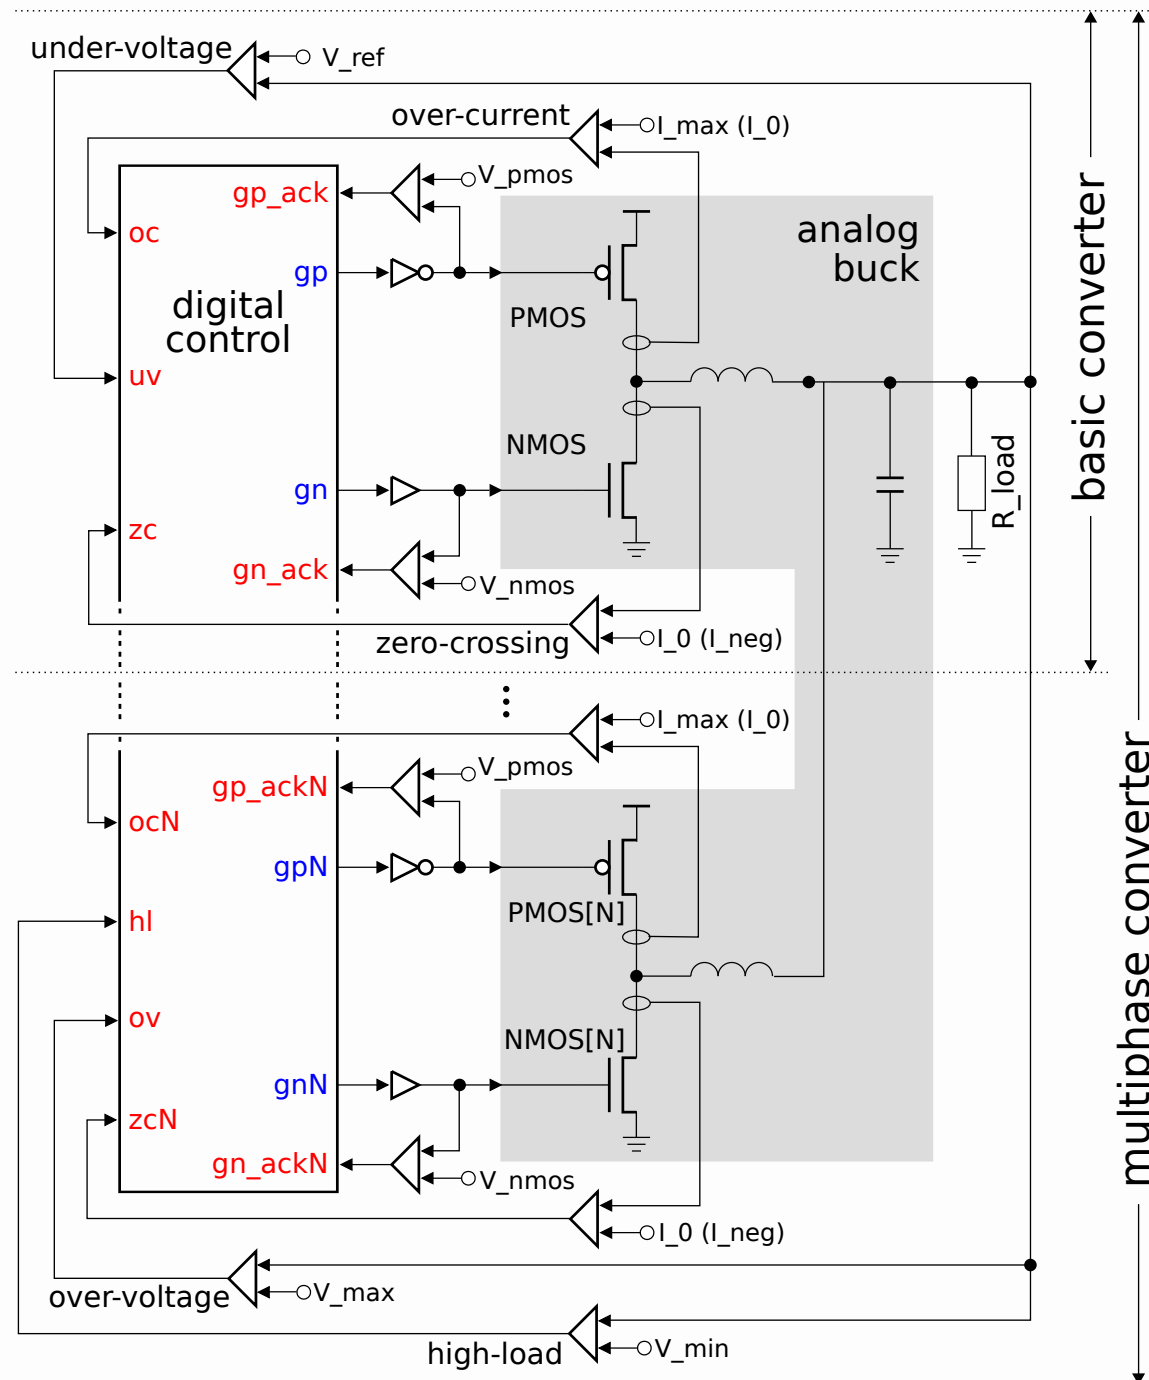 under-voltage
V_ref
over-current
I_max (I_0)
gp_ack
V_pmos
oc
analog
buck
gp
digital
control
PMOS
uv
basic converter
NMOS
gn
R_load
zc
gn_ack
V_nmos
zero-crossing
I_0 (I_neg)
I_max (I_0)
V_pmos
gp_ackN
ocN
gpN
PMOS[N]
hl
multiphase converter
ov
NMOS[N]
gnN
zcN
gn_ackN
V_nmos
I_0 (I_neg)
over-voltage
V_max
high-load
V_min